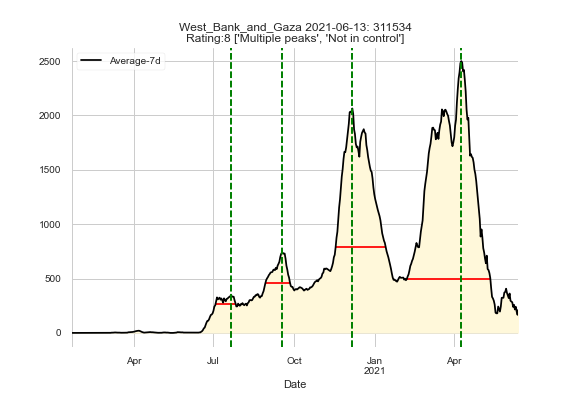 West_Bank_and_Gaza 2021-06-13: 311534
Rating:8 ['Multiple peaks', 'Not in control']
Average-7d
2500
2000
1500
1000
500
0
Apr
Jul
Oct
Jan
2021
Apr
Date